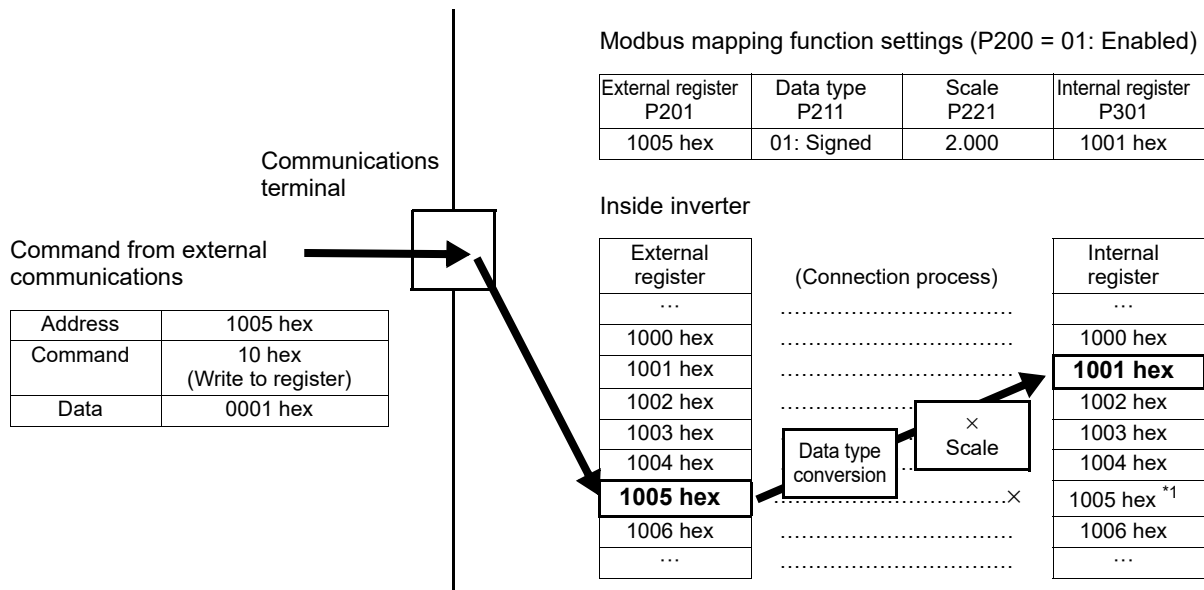 Modbus mapping function settings (P200 = 01: Enabled)
External register Data type Scale Internal register
P201 P211 P221 P301
1005 hex 01: Signed 2.000 1001 hex
Communications
terminal
Command from external
communications
Address 1005 hex
Command 10 hex
(Write to register)
Data 0001 hex
Inside inverter
External (Connection process) Internal
register register
… …
1000 hex 1000 hex
1001 hex 1001 hex
1002 hex 1002 hex
1003 hex 1003 hex
1004 hex 1004 hex
1005 hex × 1005 hex *1
1006 hex 1006 hex
… …
Data type
conversion
×
Scale